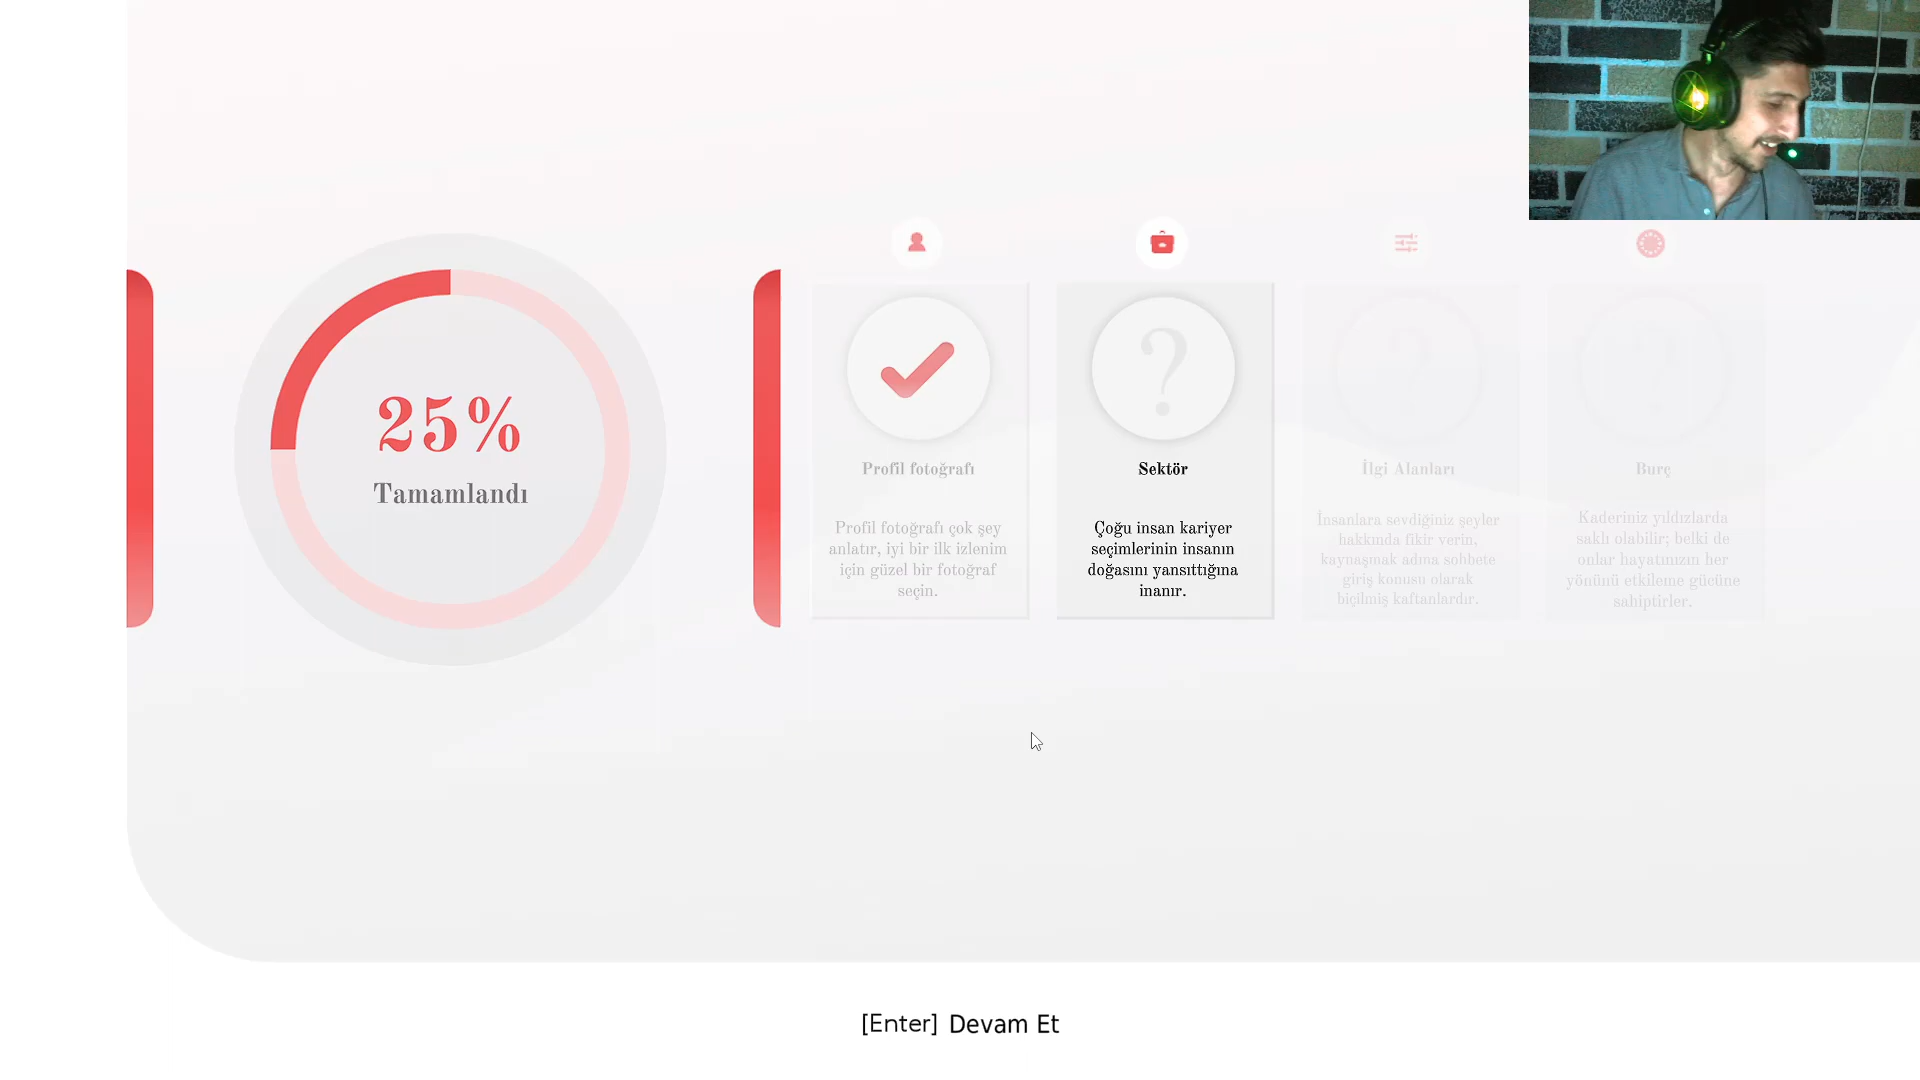 25%
Tamamlandı
Profil fotoğrafı
Profil fotoğrafı çok şey
anlatır, iyi bir ilk izlenim
için güzel bir fotoğraf
seçin.
Sektör
Çoğu insan kariyer
seçimlerinin insanın
doğasını yansıttığına
inanır.
İlgi Alanları
İnsanlara sevdiğiniz şeyler
hakkında fikir verin,
kaynaşmak adına sohbete
giriş konusu olarak
biçilmiş kaftanlardır.
Burç
Kaderiniz yıldızlarda
saklı olabilir; belki de
onlar hayatınızın her
yönünü etkileme gücüne
sahiptirler.
[Enter] Devam Et